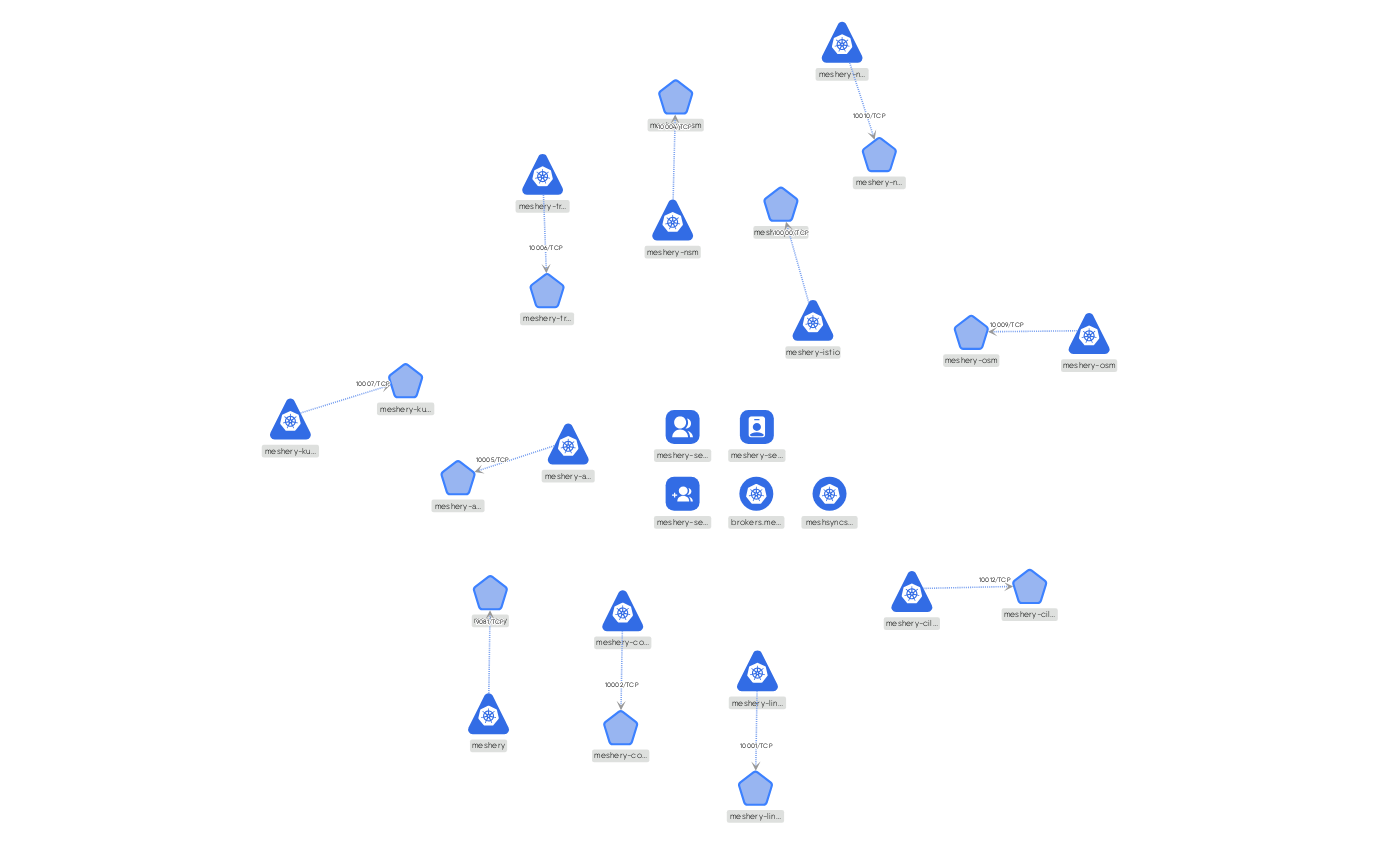 meshery-n...
10010/TCP
meshery-n...
10004/TCP
meshery-nsm
meshery-tr...
10006/TCP
meshery-tr...
10000/TCP
meshery-istio
10009/TCP
meshery-osm
meshery-osm
10007/TCP
meshery-ku...
meshery-ku...
10005/TCP
meshery-a...
meshery-a...
meshery-se...
meshery-se...
meshery-se...
brokers.me...
meshsyncs...
10012/TCP
meshery-cil...
meshery-cil...
9081/TCP
meshery
meshery-co...
10002/TCP
meshery-co...
meshery-lin...
10001/TCP
meshery-lin...